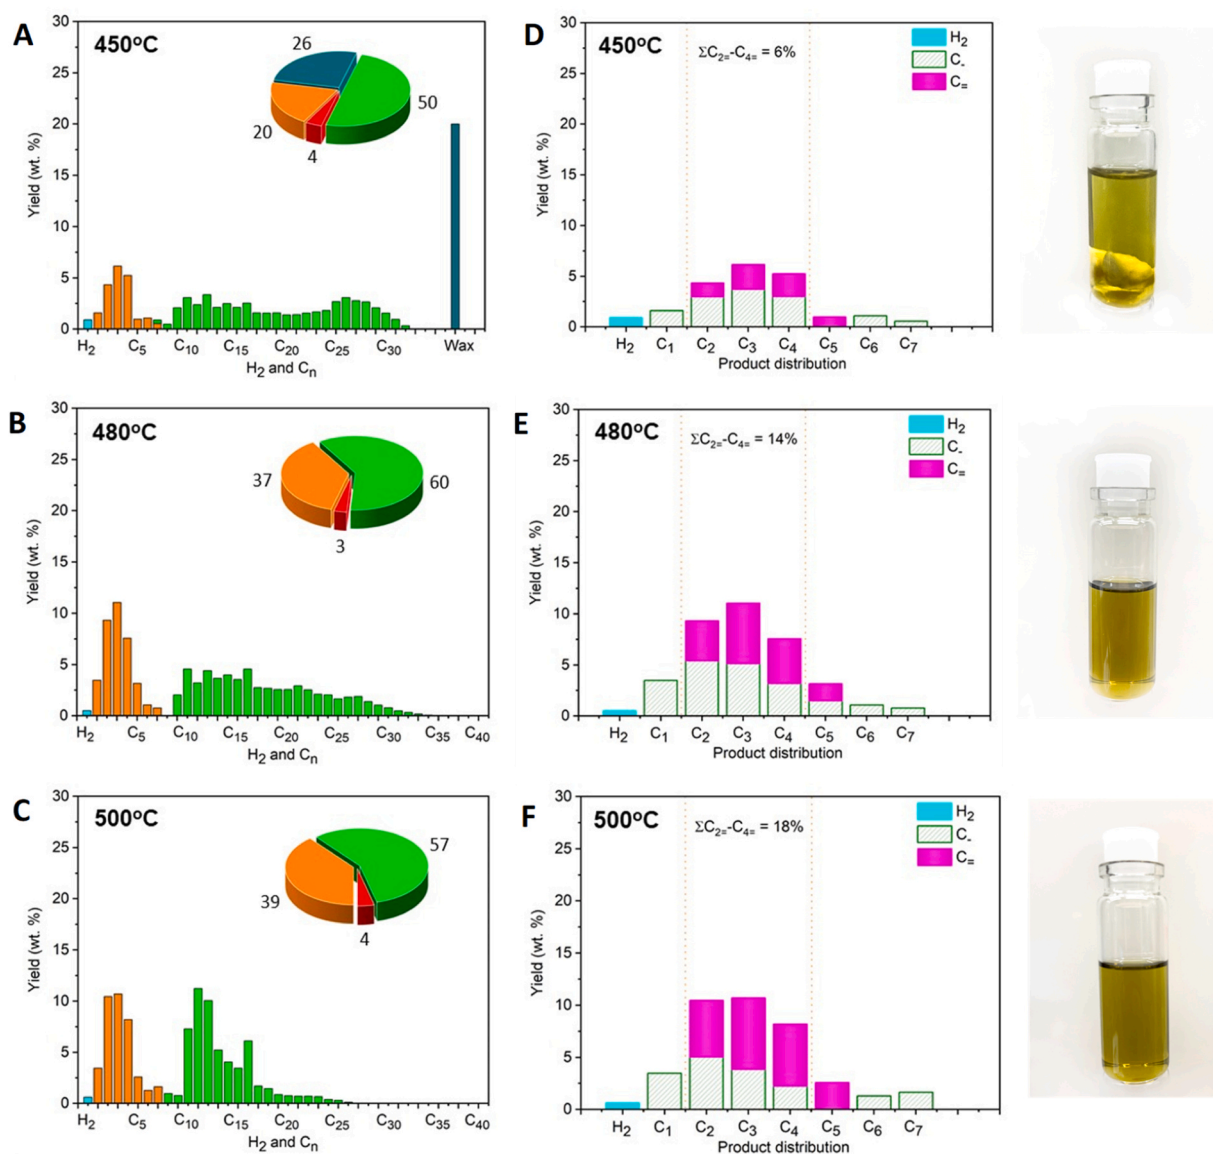 A
450°C
Yield (wt. %)
30
25
20
15
10
5
0
26
50
20
4
H₂ C₅ C₁₀ C₁₅ C₂₀ C₂₅ C₃₀ Wax
H₂ and Cₙ
D
450°C
ΣC₂₌-C₄₌ = 6%
H₂
C₋
C₌
Yield (wt. %)
30
25
20
15
10
5
0
H₂ C₁ C₂ C₃ C₄ C₅ C₆ C₇
Product distribution
B
480°C
Yield (wt. %)
30
25
20
15
10
5
0
37
60
3
H₂ C₅ C₁₀ C₁₅ C₂₀ C₂₅ C₃₀ C₃₅ C₄₀
H₂ and Cₙ
E
480°C
ΣC₂₌-C₄₌ = 14%
H₂
C₋
C₌
Yield (wt. %)
30
25
20
15
10
5
0
H₂ C₁ C₂ C₃ C₄ C₅ C₆ C₇
Product distribution
C
500°C
Yield (wt. %)
30
25
20
15
10
5
0
57
39
4
H₂ C₅ C₁₀ C₁₅ C₂₀ C₂₅ C₃₀ C₃₅ C₄₀
H₂ and Cₙ
F
500°C
ΣC₂₌-C₄₌ = 18%
H₂
C₋
C₌
Yield (wt. %)
30
25
20
15
10
5
0
H₂ C₁ C₂ C₃ C₄ C₅ C₆ C₇
Product distribution